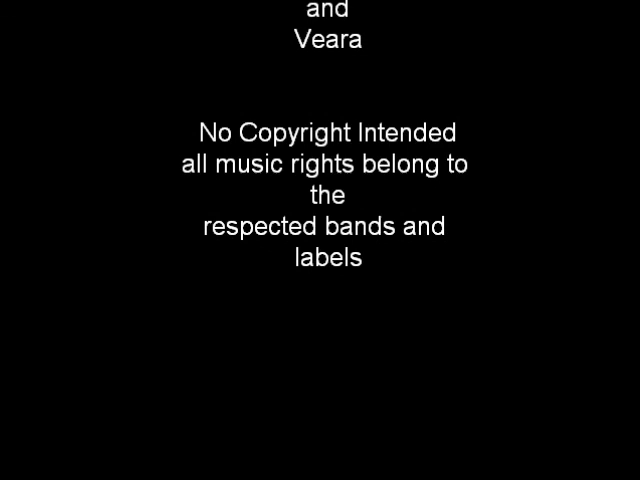 and
Veara
No Copyright Intended
all music rights belong to
the
respected bands and
labels